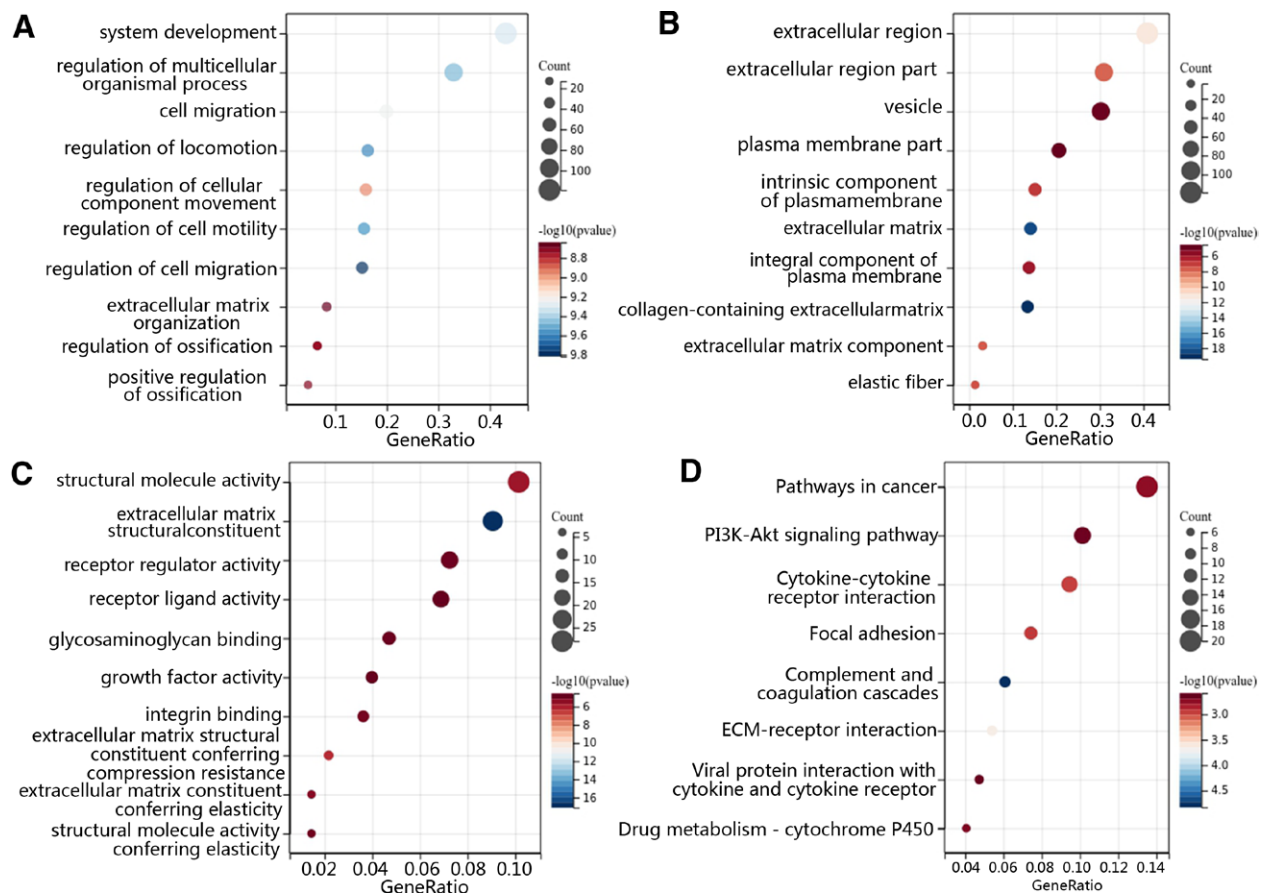 A
system development
regulation of multicellular
organismal process
cell migration
regulation of locomotion
regulation of cellular
component movement
regulation of cell motility
regulation of cell migration
extracellular matrix
organization
regulation of ossification
positive regulation
of ossification
0.1 0.2 0.3 0.4
GeneRatio
Count
20
40
60
80
100
-log10(pvalue)
8.8
9.0
9.2
9.4
9.6
9.8
B
extracellular region
extracellular region part
vesicle
plasma membrane part
intrinsic component
of plasmamembrane
extracellular matrix
integral component of
plasma membrane
collagen-containing extracellularmatrix
extracellular matrix component
elastic fiber
0.0 0.1 0.2 0.3 0.4
GeneRatio
Count
20
40
60
80
100
-log10(pvalue)
6
8
10
12
14
16
18
C
structural molecule activity
extracellular matrix
structuralconstituent
receptor regulator activity
receptor ligand activity
glycosaminoglycan binding
growth factor activity
integrin binding
extracellular matrix structural
constituent conferring
compression resistance
extracellular matrix constituent
conferring elasticity
structural molecule activity
conferring elasticity
0.02 0.04 0.06 0.08 0.10
GeneRatio
Count
5
10
15
20
25
-log10(pvalue)
6
8
10
12
14
16
D
Pathways in cancer
PI3K-Akt signaling pathway
Cytokine-cytokine
receptor interaction
Focal adhesion
Complement and
coagulation cascades
ECM-receptor interaction
Viral protein interaction with
cytokine and cytokine receptor
Drug metabolism - cytochrome P450
0.04 0.06 0.08 0.10 0.12 0.14
GeneRatio
Count
6
8
10
12
14
16
18
20
-log10(pvalue)
3.0
3.5
4.0
4.5